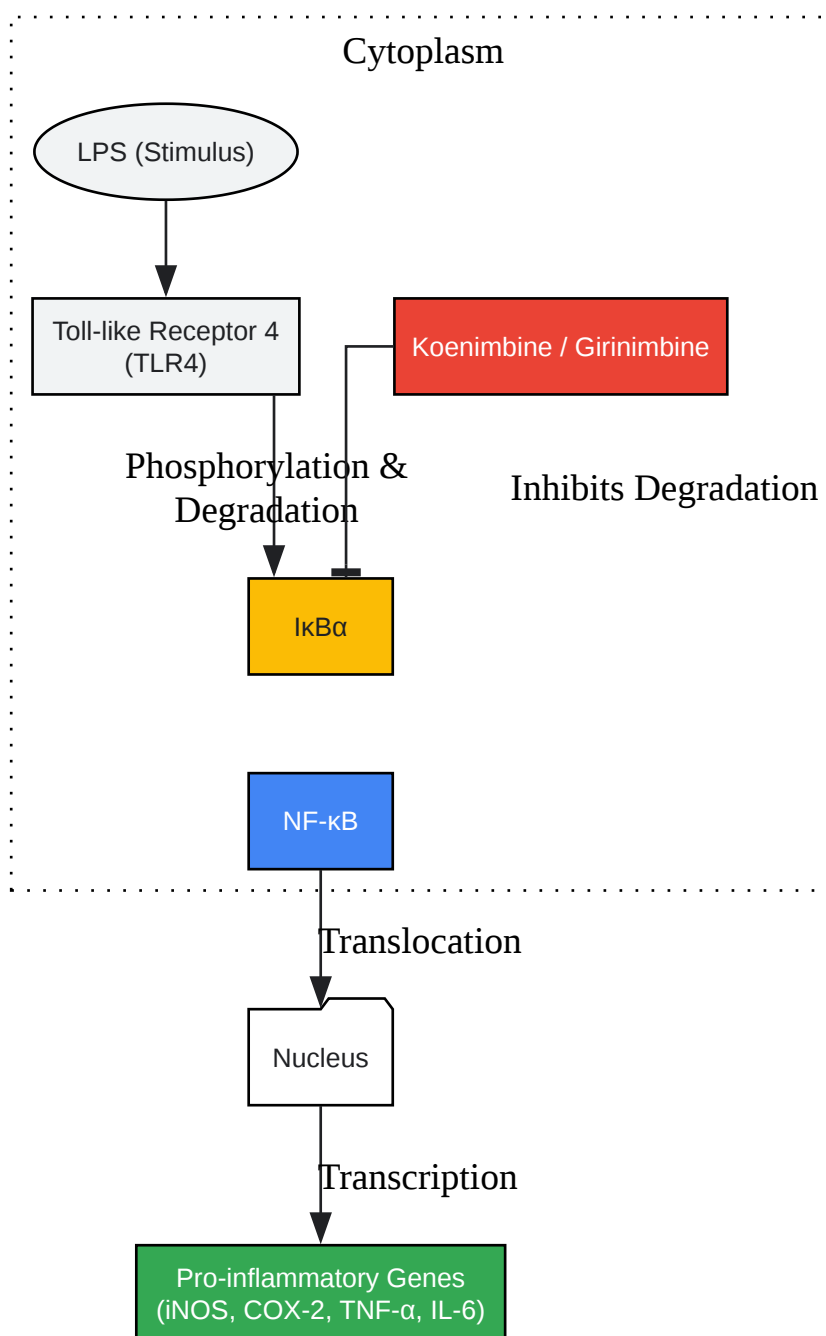 Cytoplasm
LPS (Stimulus)
Toll-like Receptor 4
(TLR4)
Koenimbine / Girinimbine
Phosphorylation &
Degradation
Inhibits Degradation
IκBα
NF-κB
Translocation
Nucleus
Transcription
Pro-inflammatory Genes
(iNOS, COX-2, TNF-α, IL-6)